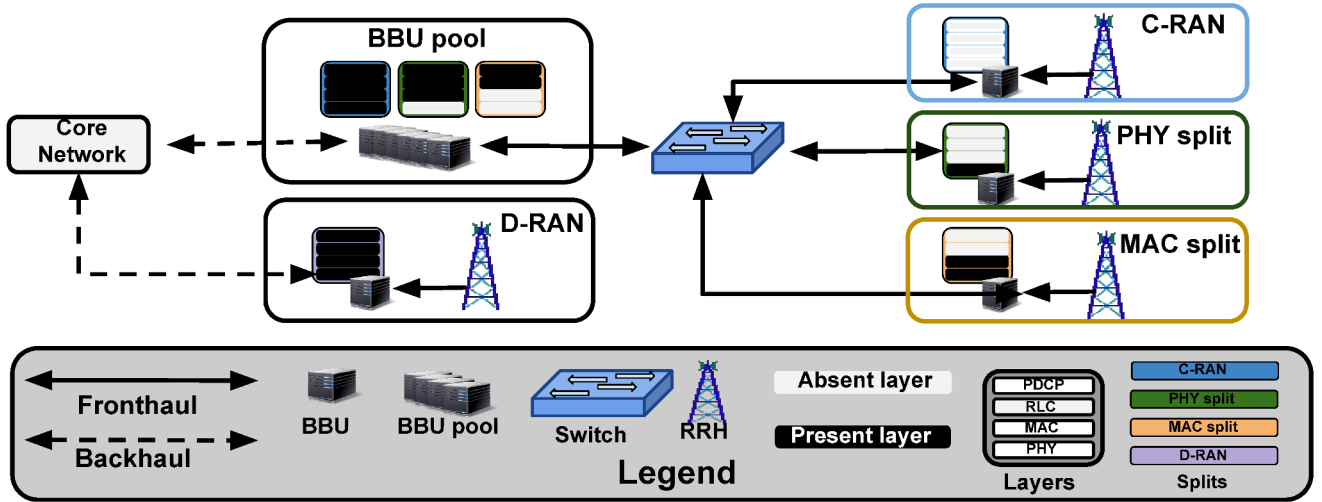 BBU pool
C-RAN
Core
Network
PHY split
D-RAN
MAC split
Fronthaul
Backhaul
BBU
BBU pool
Switch
RRH
Absent layer
Present layer
PDCP
RLC
MAC
PHY
Layers
C-RAN
PHY split
MAC split
D-RAN
Splits
Legend